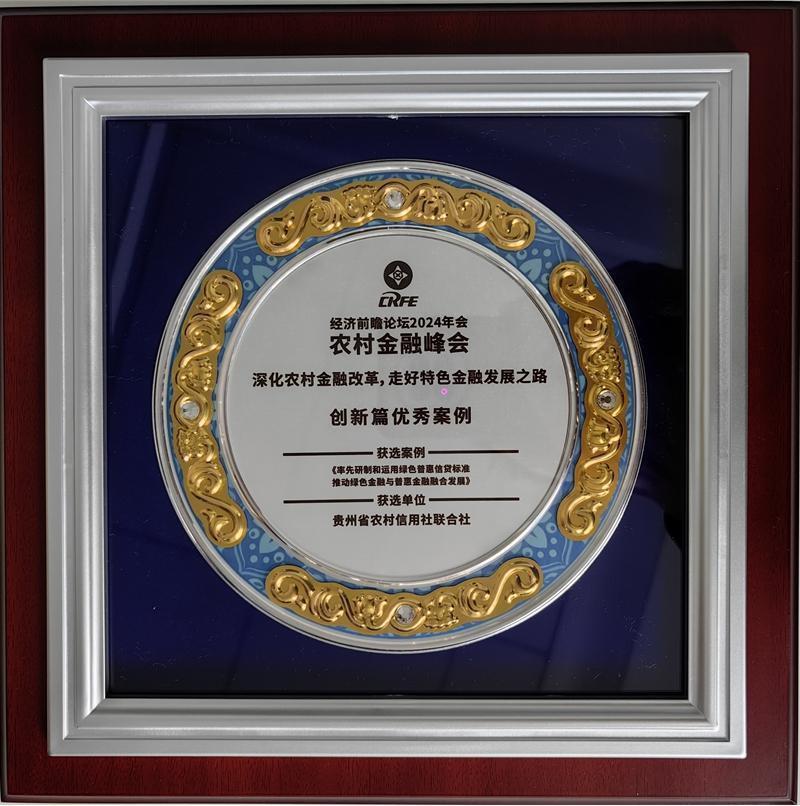 CRFE
经济前瞻论坛2024年会
农村金融峰会
深化农村金融改革,走好特色金融发展之路
创新篇优秀案例
获选案例
《率先研制和运用绿色普惠信贷标准
推动绿色金融与普惠金融融合发展》
获选单位
贵州省农村信用社联合社